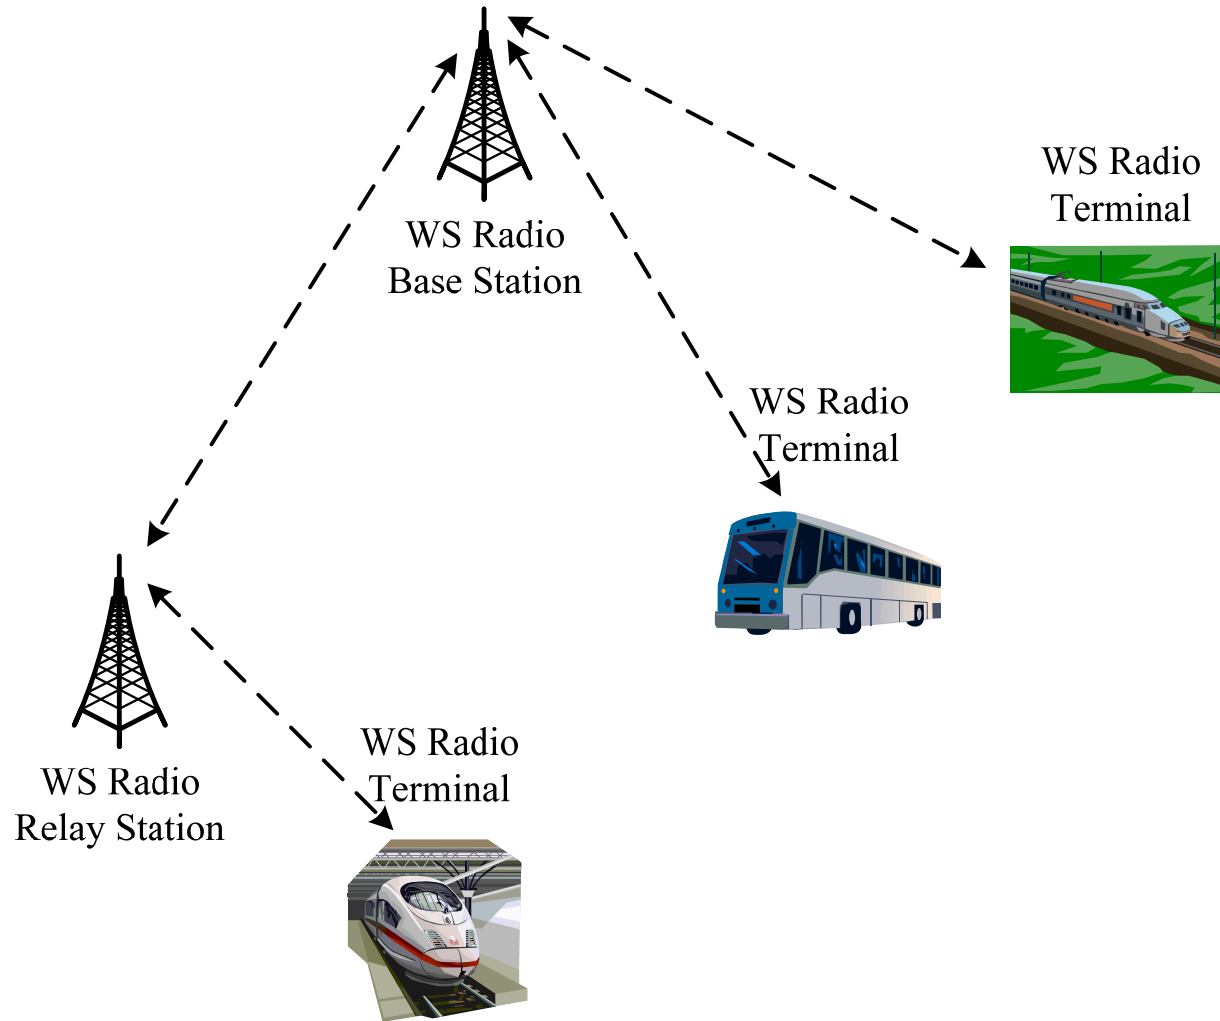 WS Radio
Terminal
WS Radio
Base Station
WS Radio
Terminal
WS Radio
Terminal
WS Radio
Relay Station